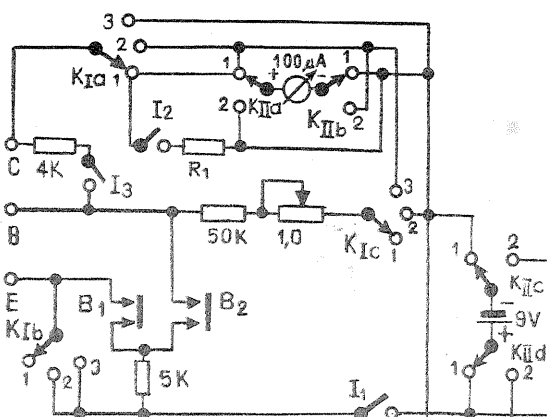 3
2
100μA
KIa 1 1 + - 1
I2 2 KIIa KIIb 2
C 4K R1
I3
3
B 50K 1,0 KIc 2 1
1 2
E B1 B2 - KIIc
KIb 9V
+
1 2 3 5K I1 1 KIId 2